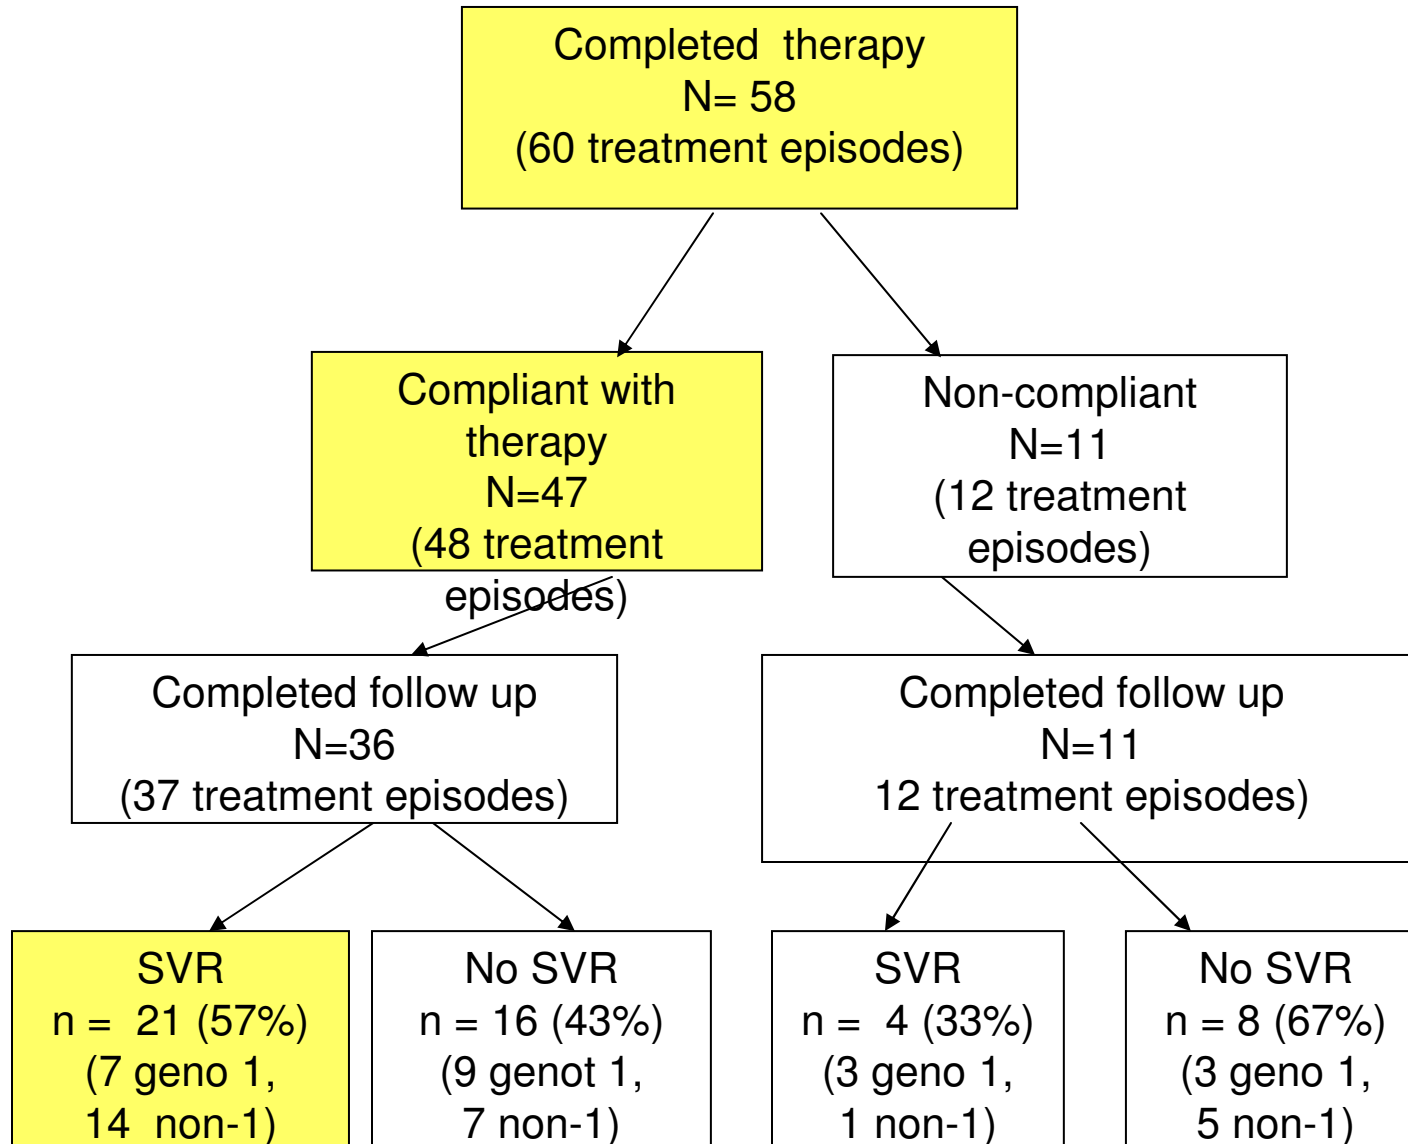 Completed therapy
N= 58
(60 treatment episodes)
Compliant with
therapy
N=47
(48 treatment
episodes)
Non-compliant
N=11
(12 treatment
episodes)
Completed follow up
N=36
(37 treatment episodes)
Completed follow up
N=11
12 treatment episodes)
SVR
n = 21 (57%)
(7 geno 1,
14 non-1)
No SVR
n = 16 (43%)
(9 genot 1,
7 non-1)
SVR
n = 4 (33%)
(3 geno 1,
1 non-1)
No SVR
n = 8 (67%)
(3 geno 1,
5 non-1)